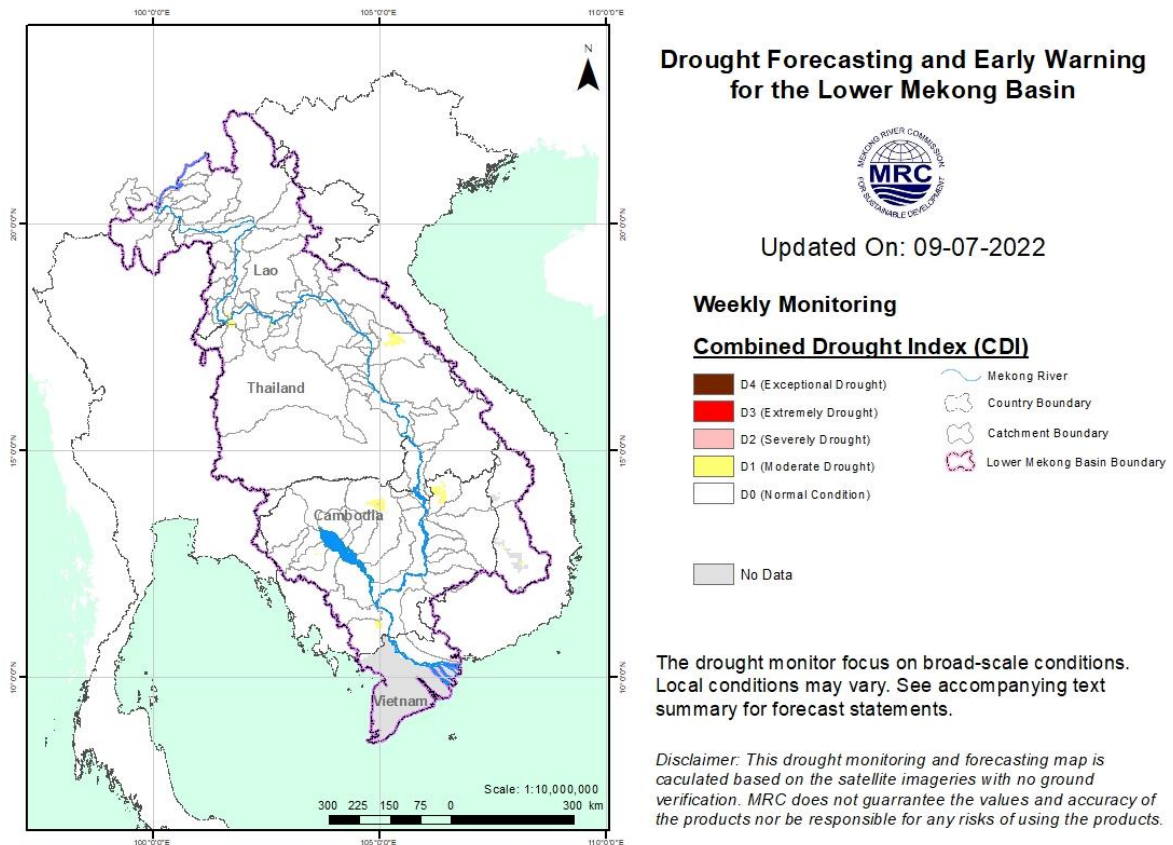 100°0'0"E
105°0'0"E
110°0'0"E
N
20°0'0"N
20°0'0"N
15°0'0"N
15°0'0"N
10°0'0"N
10°0'0"N
Lao
Thailand
Cambodia
Vietnam
Scale: 1:10,000,000
300 225 150 75 0 300 km
100°0'0"E
105°0'0"E
110°0'0"E
Drought Forecasting and Early Warning
for the Lower Mekong Basin
MEKONG RIVER COMMISSION
MRC
FOR SUSTAINABLE DEVELOPMENT
Updated On: 09-07-2022
Weekly Monitoring
Combined Drought Index (CDI)
D4 (Exceptional Drought)
D3 (Extremely Drought)
D2 (Severely Drought)
D1 (Moderate Drought)
D0 (Normal Condition)
No Data
Mekong River
Country Boundary
Catchment Boundary
Lower Mekong Basin Boundary
The drought monitor focus on broad-scale conditions.
Local conditions may vary. See accompanying text
summary for forecast statements.
Disclaimer: This drought monitoring and forecasting map is
caculated based on the satellite imageries with no ground
verification. MRC does not guarrantee the values and accuracy of
the products nor be responsible for any risks of using the products.